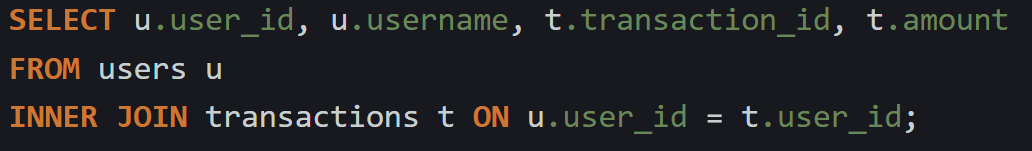 SELECT u.user_id, u.username, t.transaction_id, t.amount
FROM users u
INNER JOIN transactions t ON u.user_id = t.user_id;